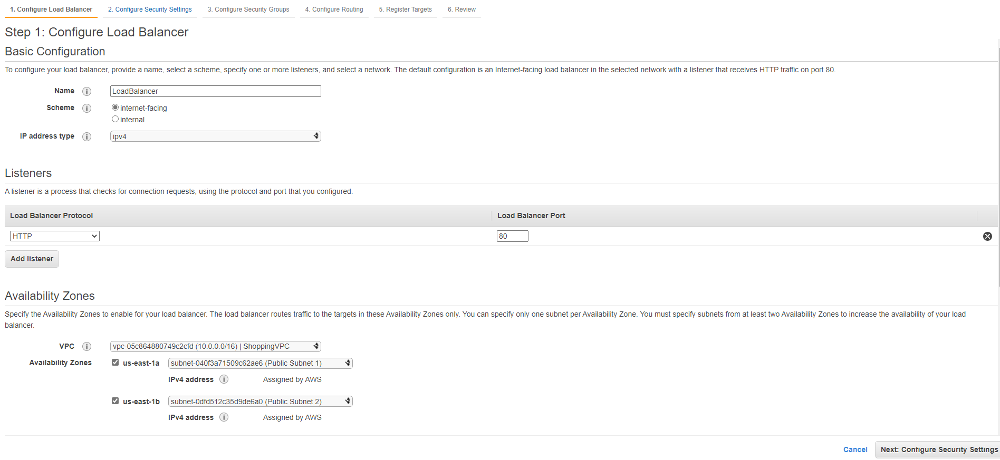 1. Configure Load Balancer 2. Configure Security Settings 3. Configure Security Groups 4. Configure Routing 5. Register Targets 6. Review
Step 1: Configure Load Balancer
Basic Configuration
To configure your load balancer, provide a name, select a scheme, specify one or more listeners, and select a network. The default configuration is an Internet-facing load balancer in the selected network with a listener that receives HTTP traffic on port 80.
Name i LoadBalancer
Scheme i internet-facing
internal
IP address type i ipv4
Listeners
A listener is a process that checks for connection requests, using the protocol and port that you configured.
Load Balancer Protocol Load Balancer Port
HTTP 80
Add listener
Availability Zones
Specify the Availability Zones to enable for your load balancer. The load balancer routes traffic to the targets in these Availability Zones only. You can specify only one subnet per Availability Zone. You must specify subnets from at least two Availability Zones to increase the availability of your load
balancer.
VPC i vpc-05c864880749c2cfd (10.0.0.0/16) | ShoppingVPC
Availability Zones us-east-1a subnet-040f3a71509c62ae6 (Public Subnet 1)
IPv4 address i Assigned by AWS
us-east-1b subnet-0dfd512c35d9de6a0 (Public Subnet 2)
IPv4 address i Assigned by AWS
Cancel Next: Configure Security Settings